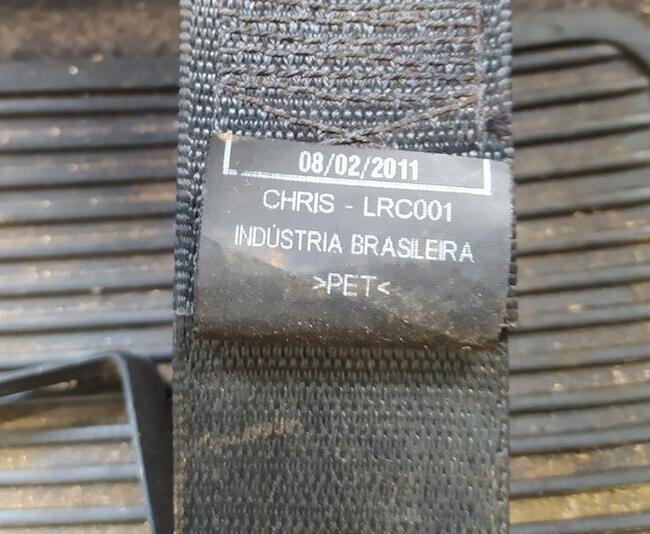 08/02/2011
CHRIS - LRC001
INDÚSTRIA BRASILEIRA
>PET<